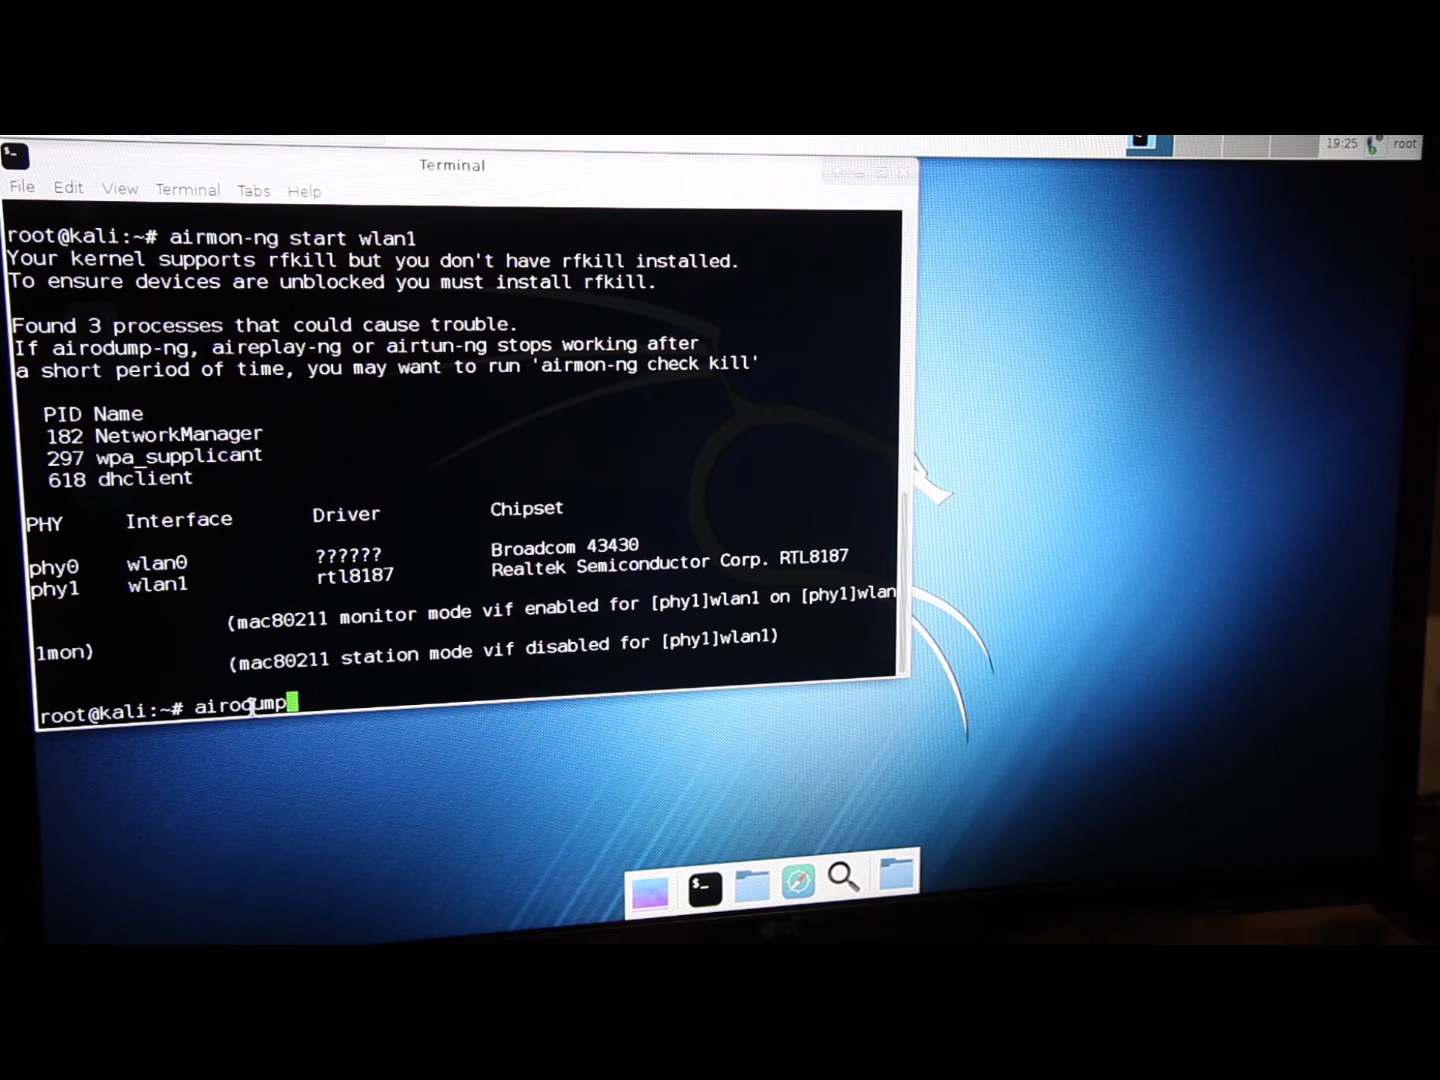 19:25 root
Terminal
File Edit View Terminal Tabs Help
root@kali:~# airmon-ng start wlan1
Your kernel supports rfkill but you don't have rfkill installed.
To ensure devices are unblocked you must install rfkill.
Found 3 processes that could cause trouble.
If airodump-ng, aireplay-ng or airtun-ng stops working after
a short period of time, you may want to run 'airmon-ng check kill'
PID Name
182 NetworkManager
297 wpa_supplicant
618 dhclient
PHY Interface Driver Chipset
phy0 wlan0 ?????? Broadcom 43430
phy1 wlan1 rtl8187 Realtek Semiconductor Corp. RTL8187
(mac80211 monitor mode vif enabled for [phy1]wlan1 on [phy1]wlan
1mon)
(mac80211 station mode vif disabled for [phy1]wlan1)
root@kali:~# airodump
$_